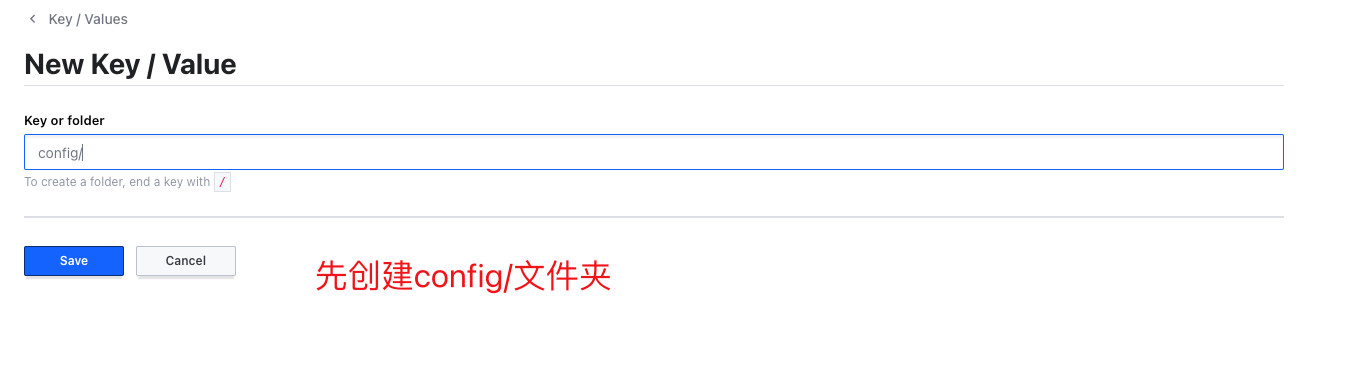 Key / Values
New Key / Value
Key or folder
config/
To create a folder, end a key with /
Save Cancel
先创建config/文件夹